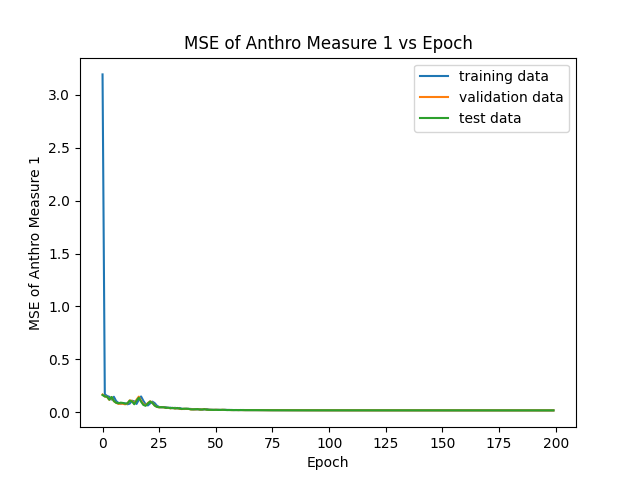 MSE of Anthro Measure 1 vs Epoch
training data
validation data
test data
MSE of Anthro Measure 1
3.0
2.5
2.0
1.5
1.0
0.5
0.0
0
25
50
75
100
125
150
175
200
Epoch